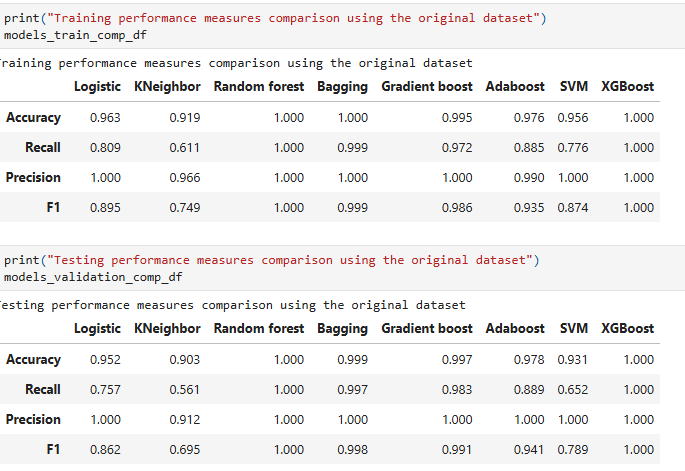 print("Training performance measures comparison using the original dataset")
models_train_comp_df
raining performance measures comparison using the original dataset
Logistic KNeighbor Random forest Bagging Gradient boost Adaboost SVM XGBoost
Accuracy 0.963 0.919 1.000 1.000 0.995 0.976 0.956 1.000
Recall 0.809 0.611 1.000 0.999 0.972 0.885 0.776 1.000
Precision 1.000 0.966 1.000 1.000 1.000 0.990 1.000 1.000
F1 0.895 0.749 1.000 0.999 0.986 0.935 0.874 1.000
print("Testing performance measures comparison using the original dataset")
models_validation_comp_df
esting performance measures comparison using the original dataset
Logistic KNeighbor Random forest Bagging Gradient boost Adaboost SVM XGBoost
Accuracy 0.952 0.903 1.000 0.999 0.997 0.978 0.931 1.000
Recall 0.757 0.561 1.000 0.997 0.983 0.889 0.652 1.000
Precision 1.000 0.912 1.000 1.000 1.000 1.000 1.000 1.000
F1 0.862 0.695 1.000 0.998 0.991 0.941 0.789 1.000